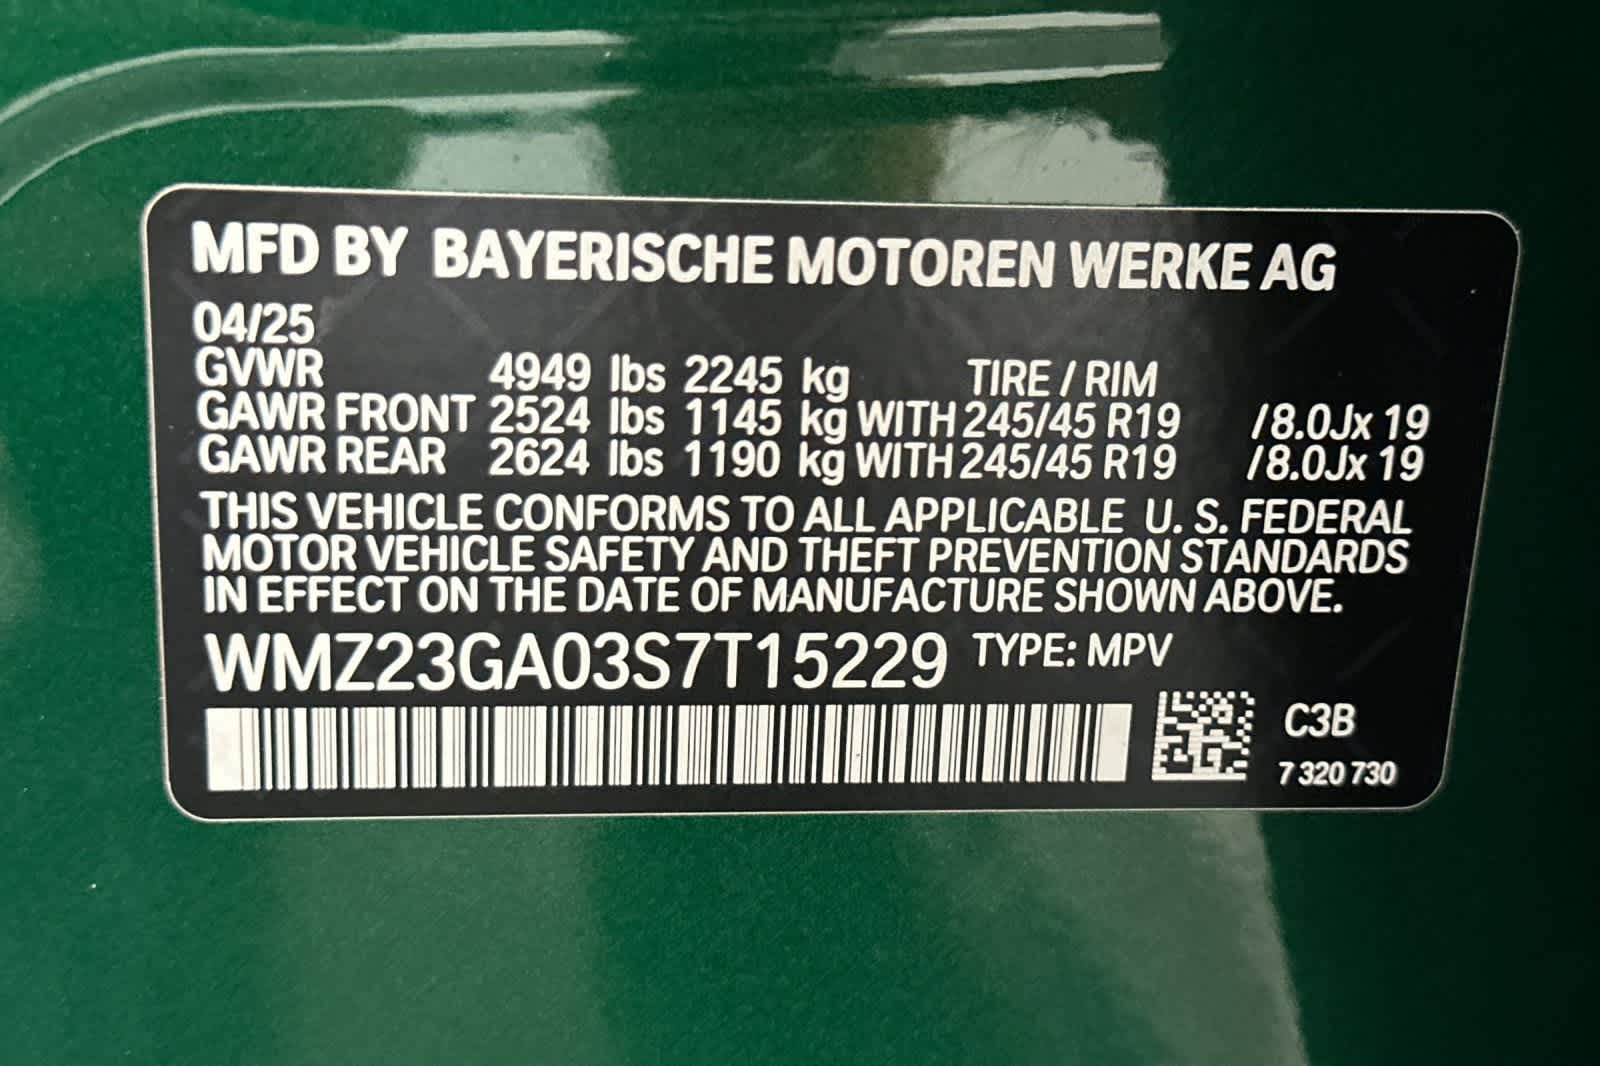 MFD BY BAYERISCHE MOTOREN WERKE AG
04/25
GVWR 4949 lbs 2245 kg TIRE / RIM
GAWR FRONT 2524 lbs 1145 kg WITH 245/45 R19 /8.0Jx 19
GAWR REAR 2624 lbs 1190 kg WITH 245/45 R19 /8.0Jx 19
THIS VEHICLE CONFORMS TO ALL APPLICABLE U. S. FEDERAL
MOTOR VEHICLE SAFETY AND THEFT PREVENTION STANDARDS
IN EFFECT ON THE DATE OF MANUFACTURE SHOWN ABOVE.
WMZ23GA03S7T15229 TYPE: MPV
C3B
7 320 730